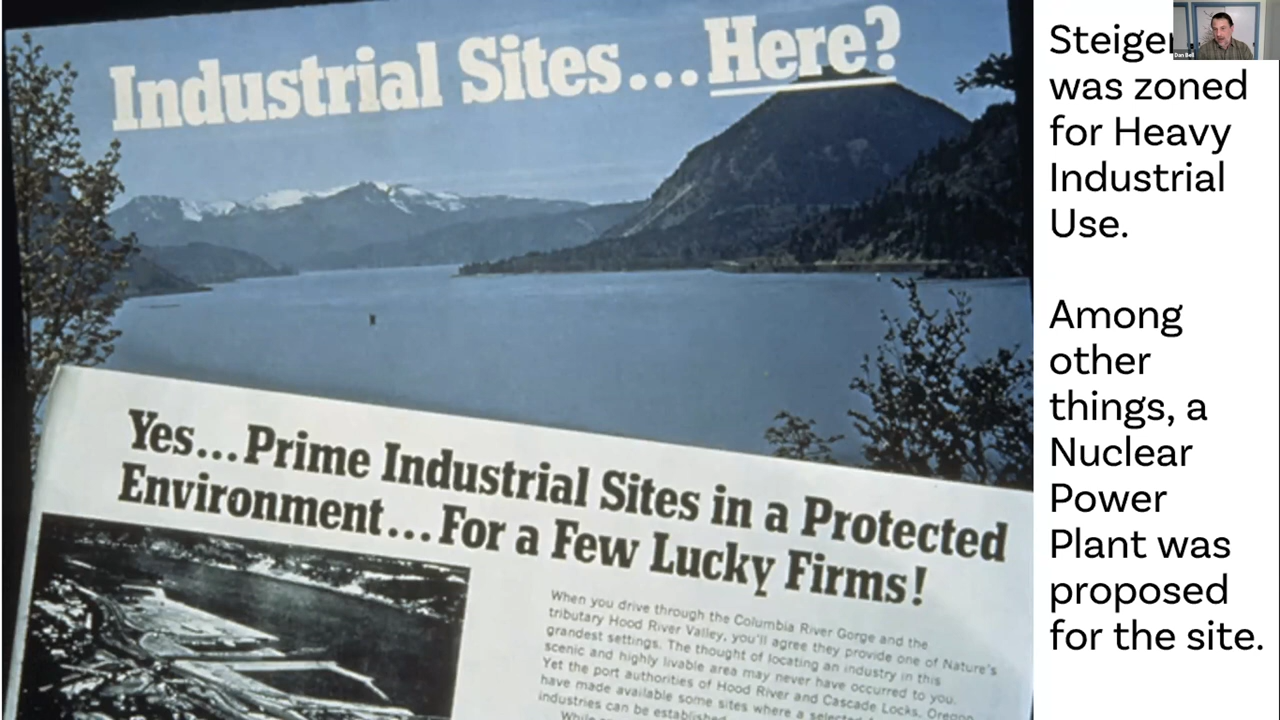 Industrial Sites...Here?
Yes...Prime Industrial Sites in a Protected
Environment...For a Few Lucky Firms!
When you drive through the Columbia River Gorge and the
tributary Hood River Valley, you'll agree they provide one of Nature's
grandest settings. The thought of locating an industry in this
scenic and highly livable area may never have occurred to you.
Yet the port authorities of Hood River and Cascade Locks, Oregon
have made available some sites where a selected
industries can be established
While
Steiger
was zoned
for Heavy
Industrial
Use.
Among
other
things, a
Nuclear
Power
Plant was
proposed
for the site.
Dan Bell